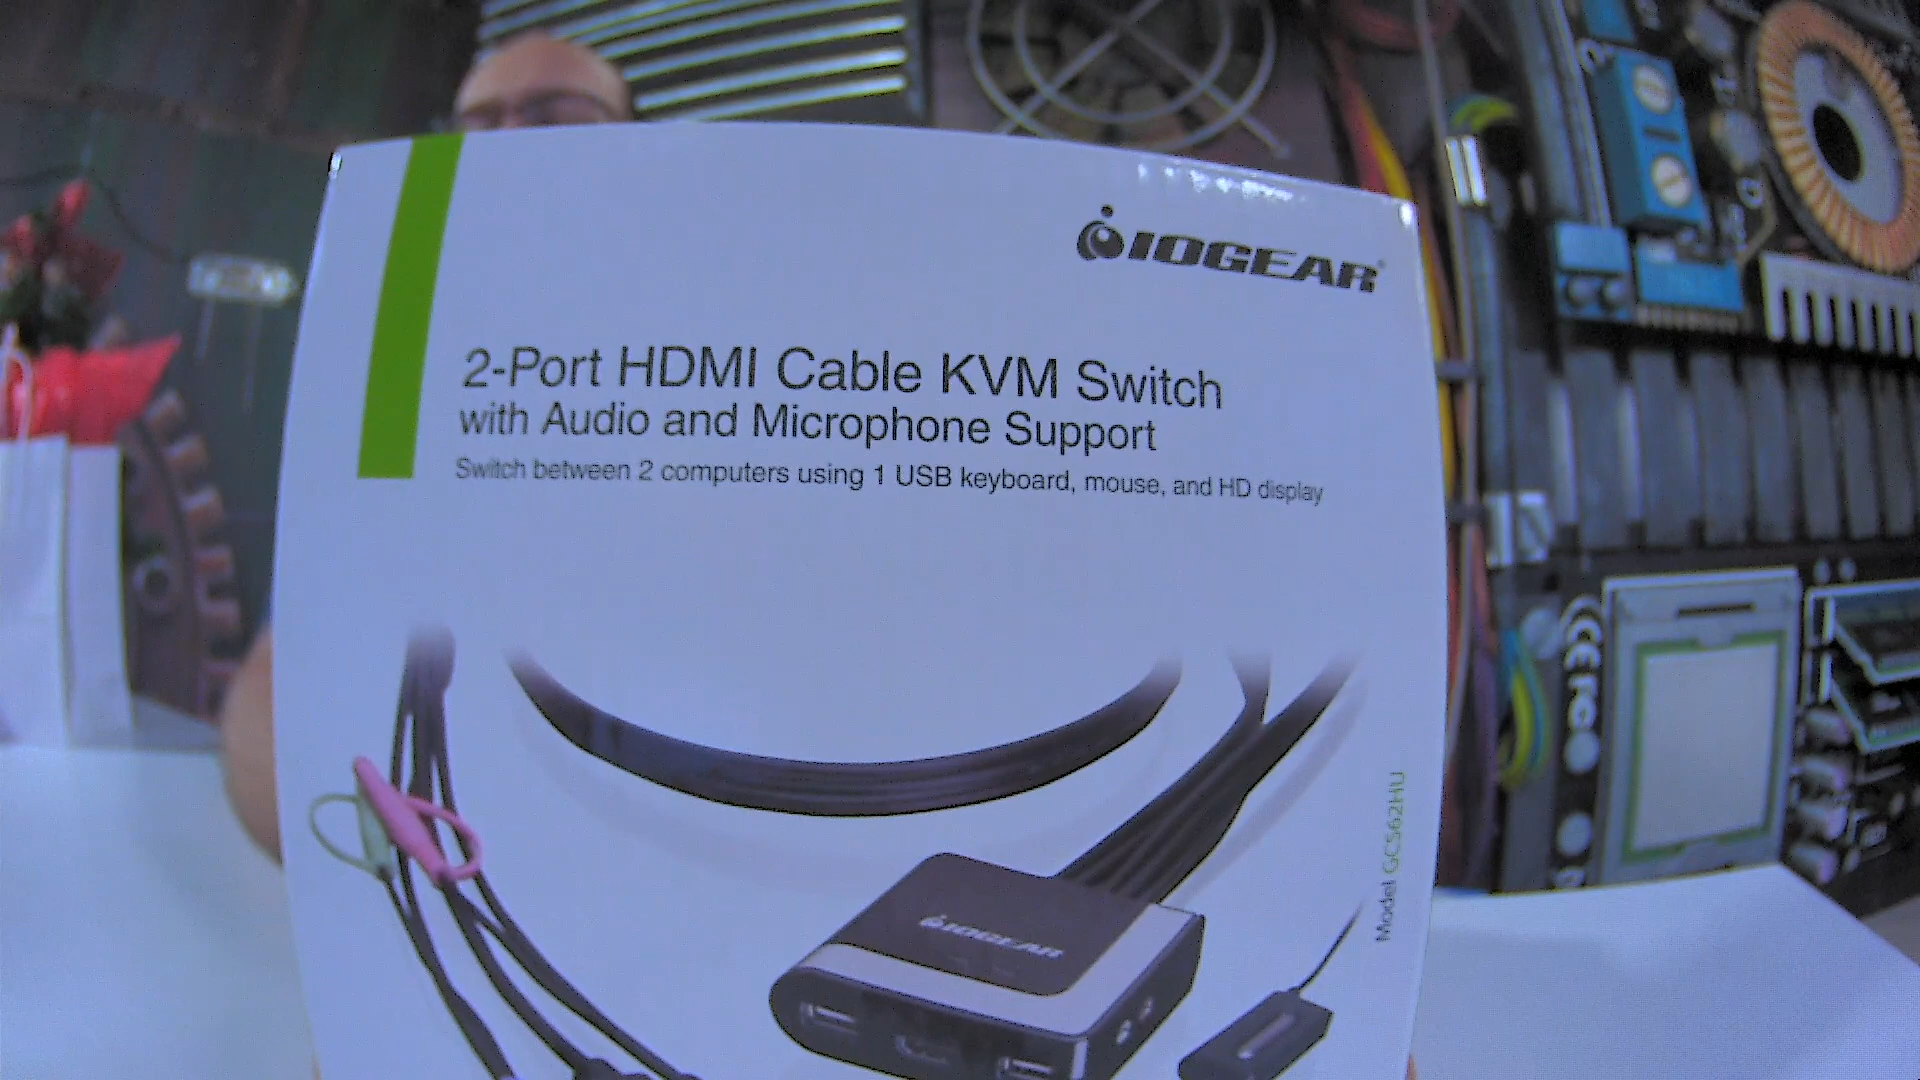 IOGEAR
2-Port HDMI Cable KVM Switch
with Audio and Microphone Support
Switch between 2 computers using 1 USB keyboard, mouse, and HD display
Model GCS62HU
IOGEAR